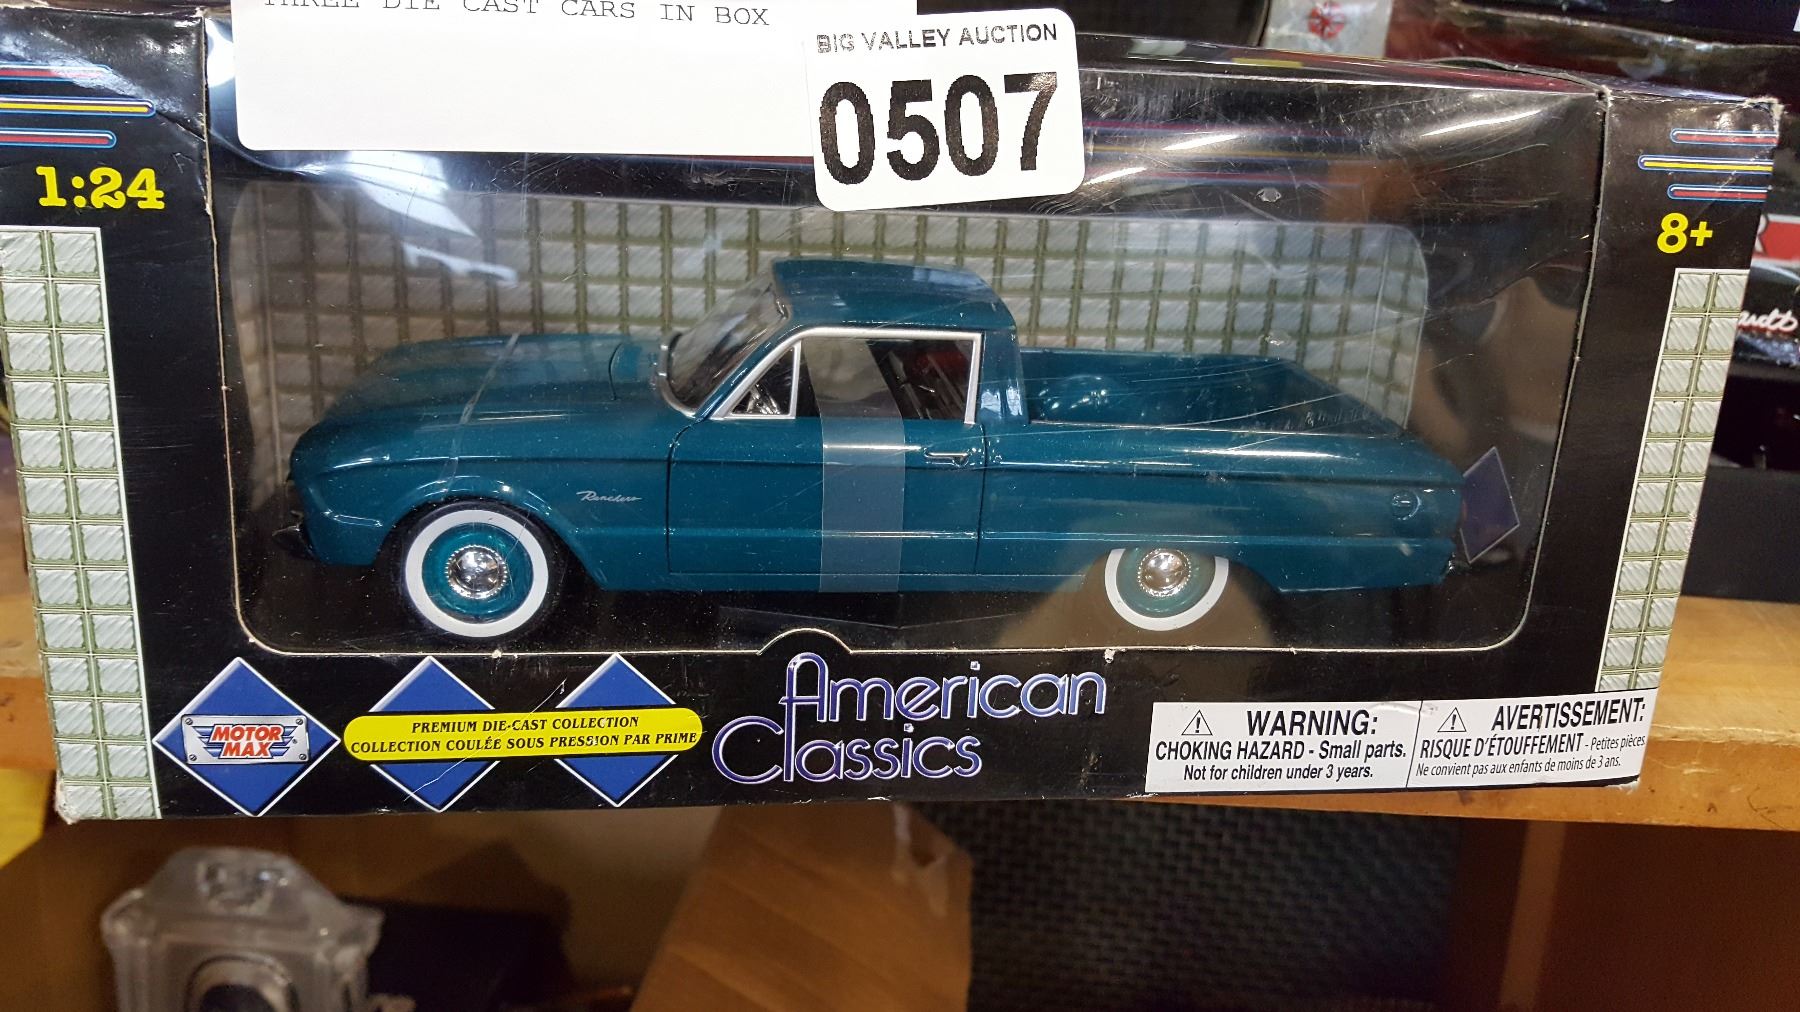 THREE DIE CAST CARS IN BOX
BIG VALLEY AUCTION
0507
1:24
8+
Ranchero
American
Classics
MOTOR
MAX
PREMIUM DIE-CAST COLLECTION
COLLECTION COULÉE SOUS PRESSION PAR PRIME
WARNING:
CHOKING HAZARD - Small parts.
Not for children under 3 years.
AVERTISSEMENT:
RISQUE D'ÉTOUFFEMENT - Petites pièces.
Ne convient pas aux enfants de moins de 3 ans.